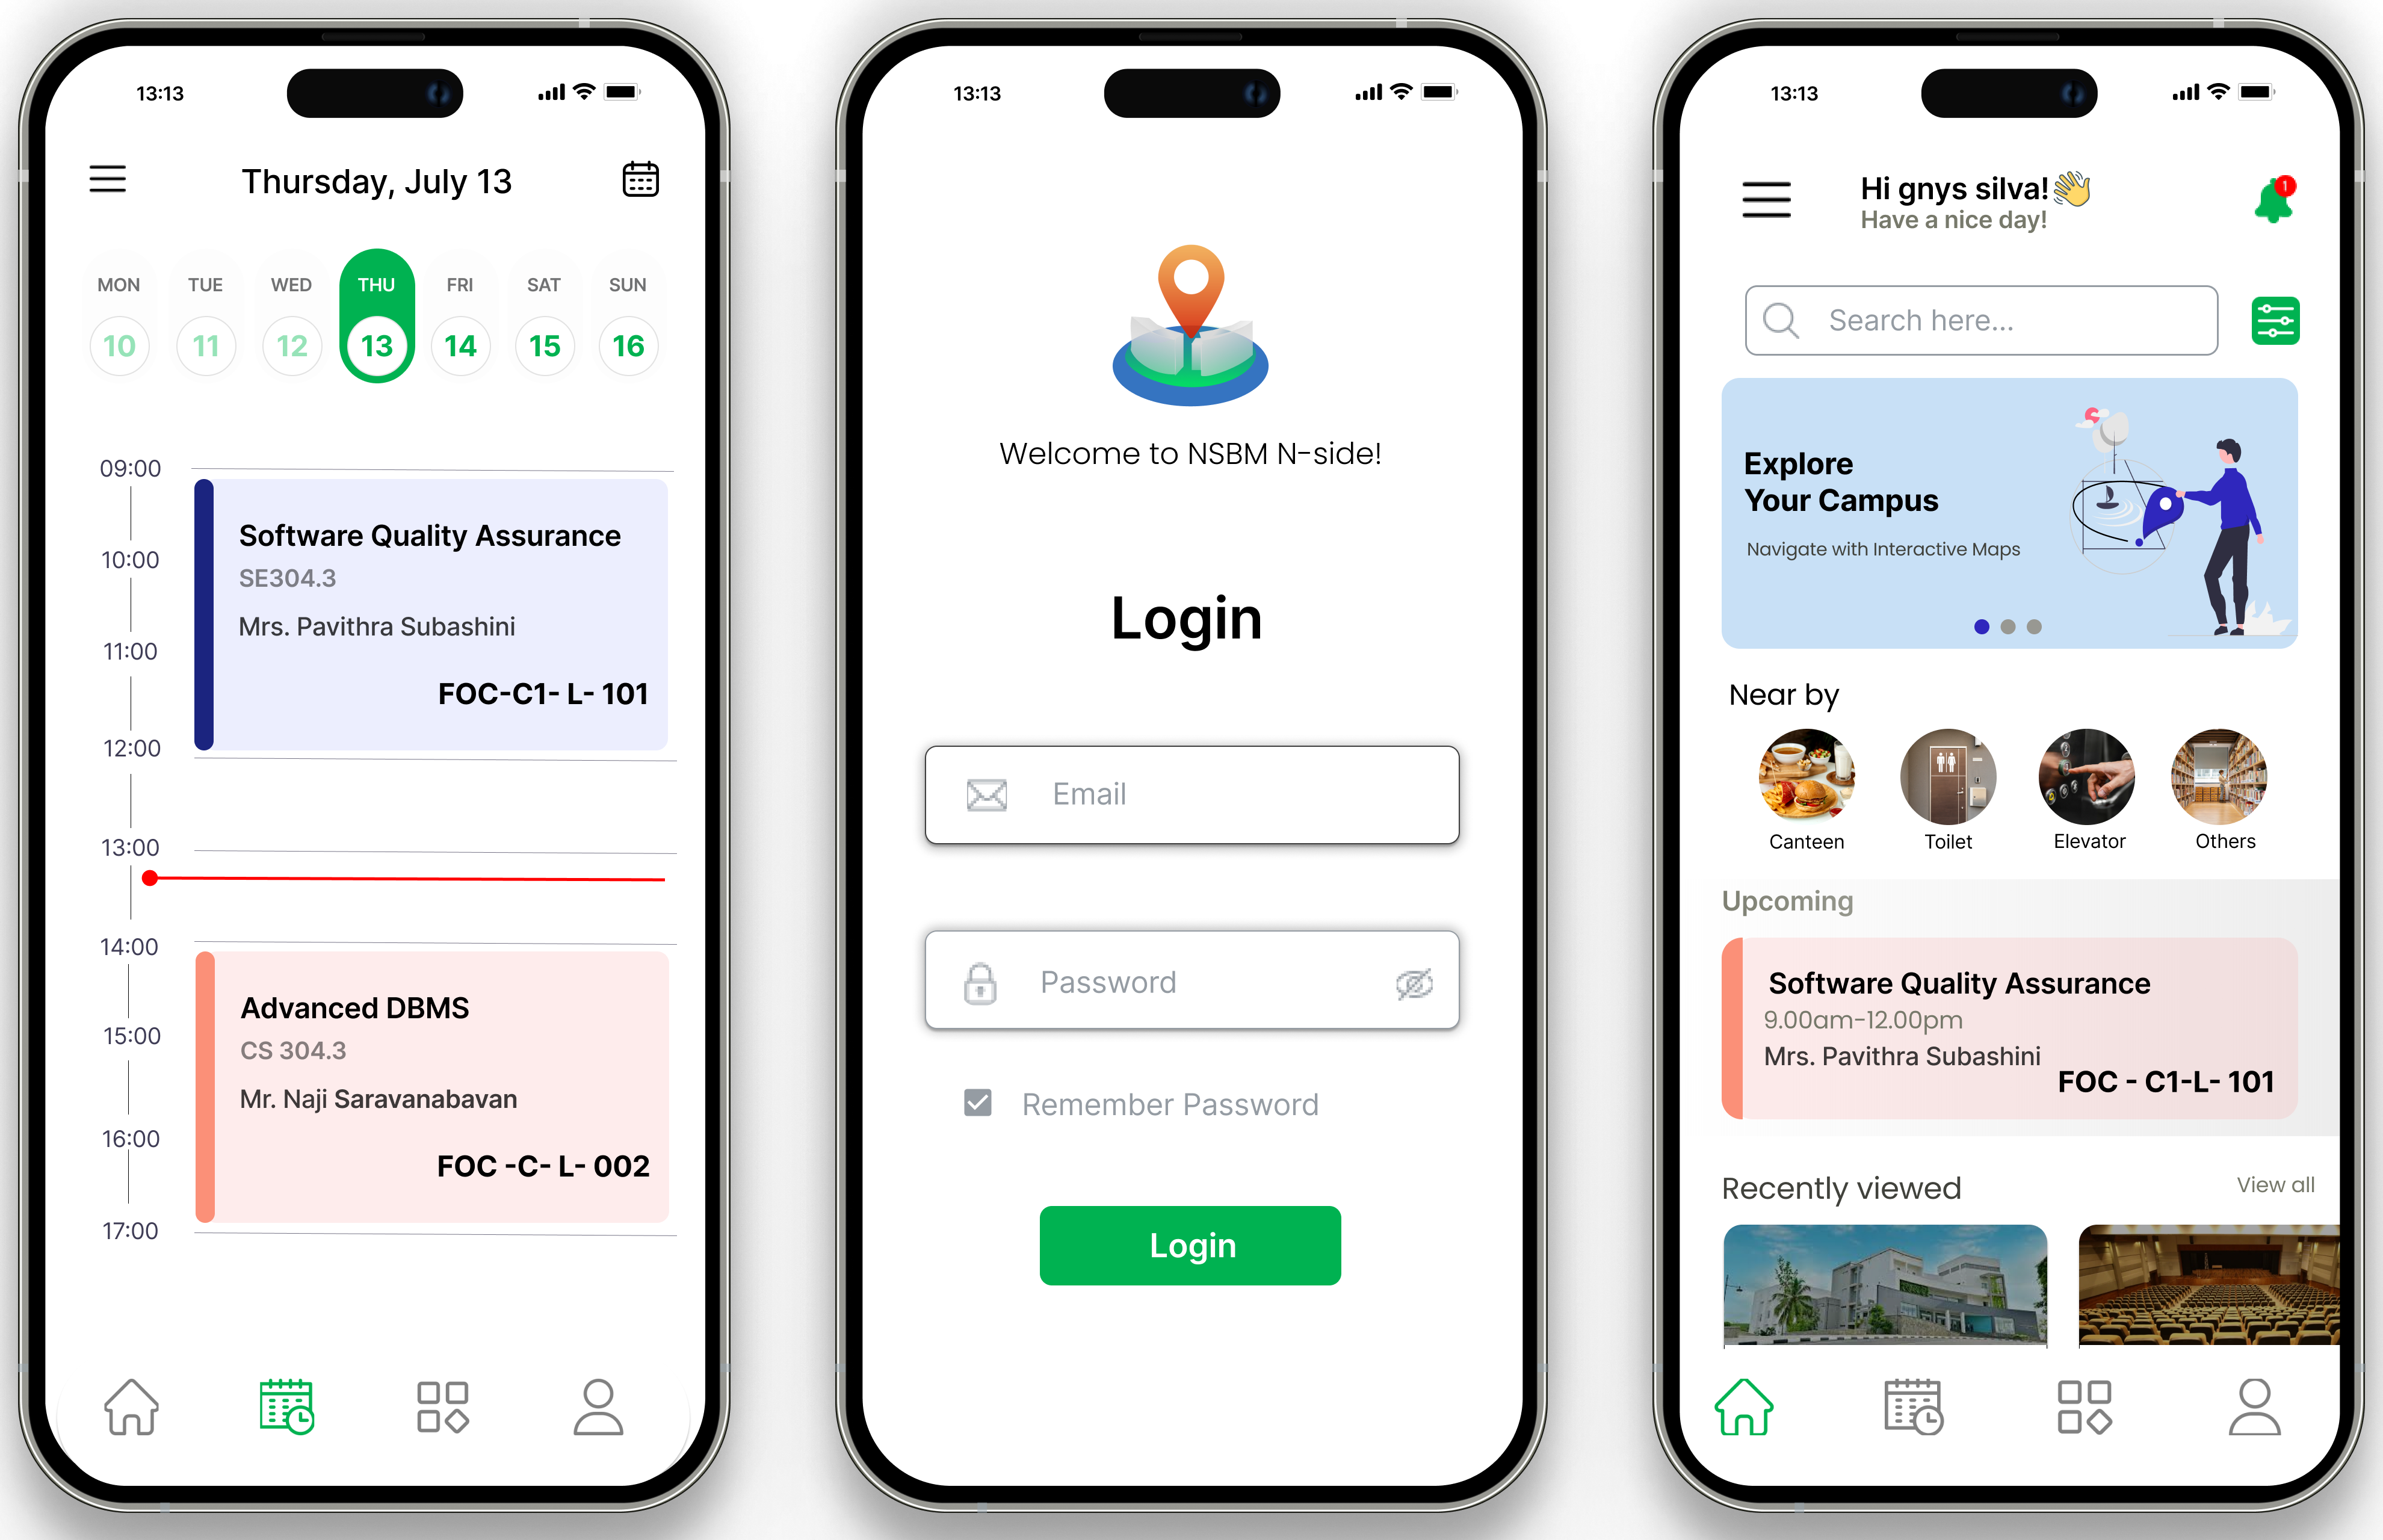 13:13
Thursday, July 13
MON TUE WED THU FRI SAT SUN
10 11 12 13 14 15 16
09:00
Software Quality Assurance
10:00
SE304.3
Mrs. Pavithra Subashini
11:00
FOC-C1- L- 101
12:00
13:00
14:00
Advanced DBMS
15:00
CS 304.3
Mr. Naji Saravanabavan
16:00
FOC -C- L- 002
17:00
13:13
Welcome to NSBM N-side!
Login
Email
Password
Remember Password
Login
13:13
Hi gnys silva!👋
Have a nice day!
1
Search here...
Explore
Your Campus
Navigate with Interactive Maps
Near by
Canteen Toilet Elevator Others
Upcoming
Software Quality Assurance
9.00am-12.00pm
Mrs. Pavithra Subashini
FOC - C1-L- 101
Recently viewed View all